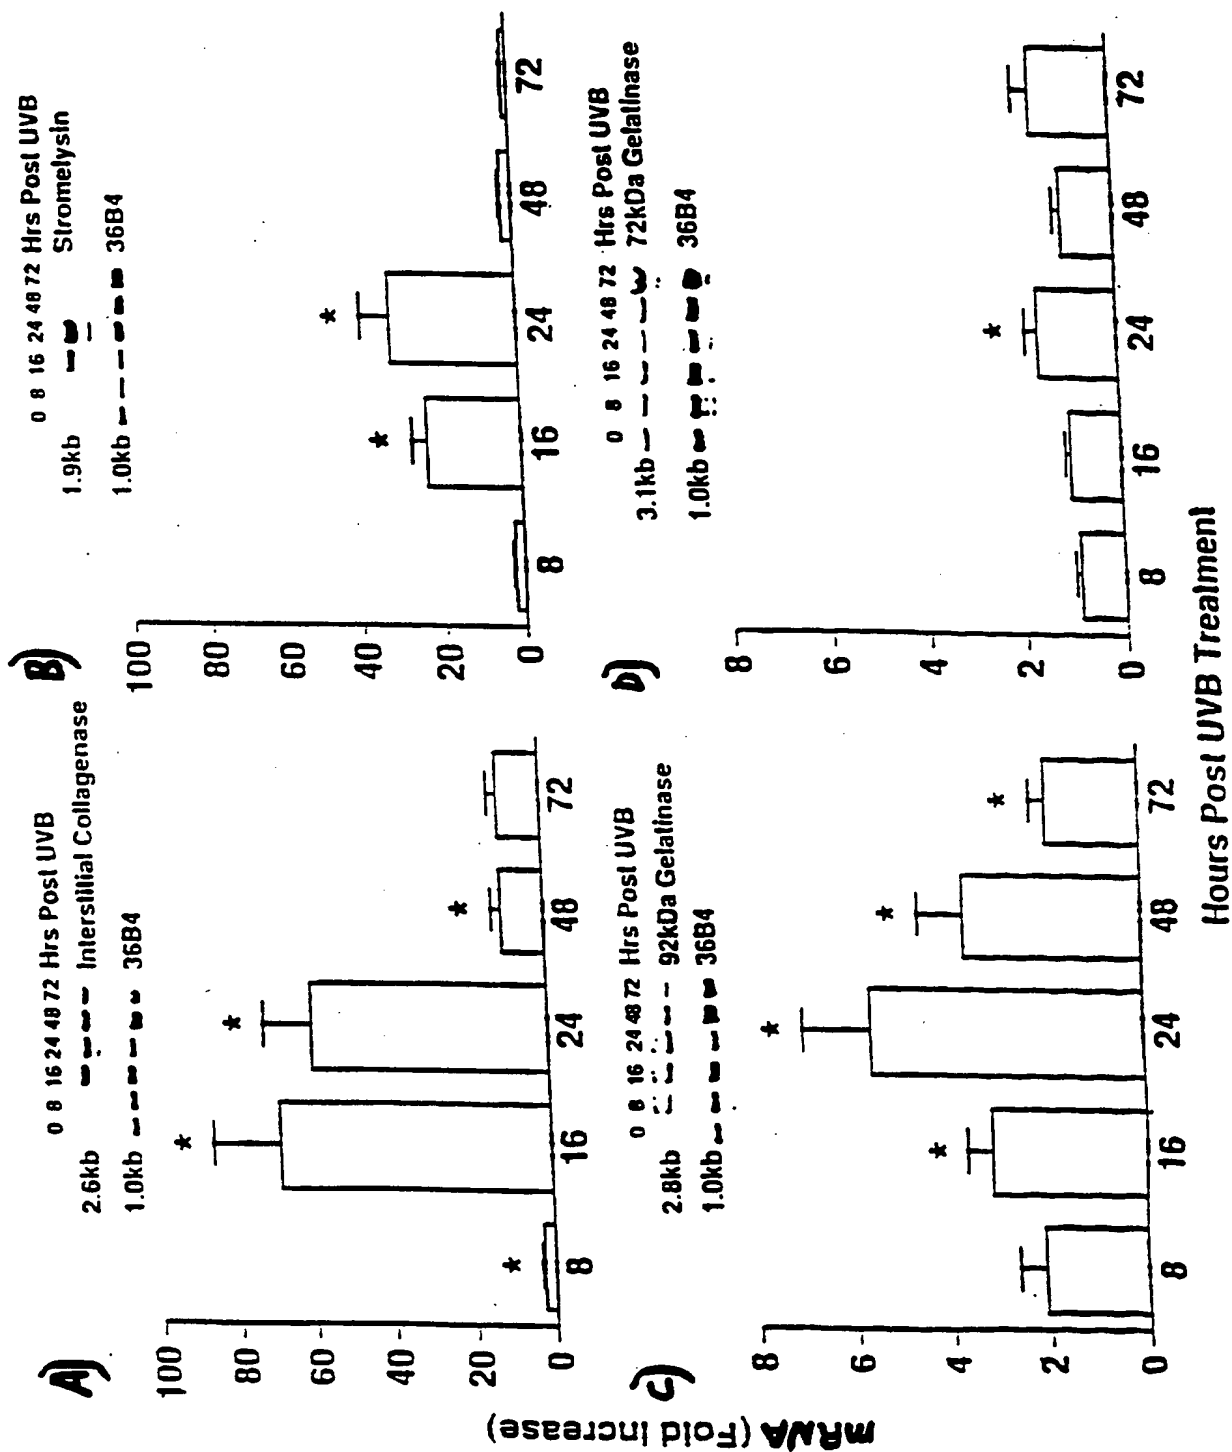 A)
0 8 16 24 48 72 Hrs Post UVB
2.6kb Interstitial Collagenase
1.0kb 36B4
100
80
60
40
20
0
* * * *
8 16 24 48 72
B)
0 8 16 24 48 72 Hrs Post UVB
1.9kb Stromelysin
1.0kb 36B4
100
80
60
40
20
0
* *
8 16 24 48 72
C)
0 8 16 24 48 72 Hrs Post UVB
2.8kb 92kDa Gelatinase
1.0kb 36B4
8
6
4
2
0
* * * *
8 16 24 48 72
D)
0 8 16 24 48 72 Hrs Post UVB
3.1kb 72kDa Gelatinase
1.0kb 36B4
8
6
4
2
0
*
8 16 24 48 72
mRNA (Fold increase)
Hours Post UVB Treatment